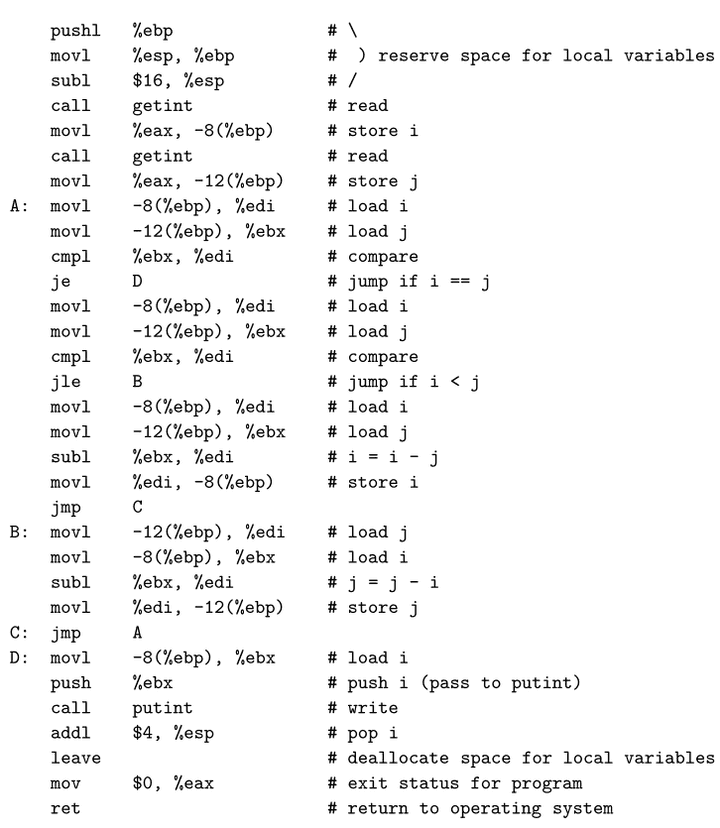 pushl %ebp # \
movl %esp, %ebp # ) reserve space for local variables
subl $16, %esp # /
call getint # read
movl %eax, -8(%ebp) # store i
call getint # read
movl %eax, -12(%ebp) # store j
A: movl -8(%ebp), %edi # load i
movl -12(%ebp), %ebx # load j
cmpl %ebx, %edi # compare
je D # jump if i == j
movl -8(%ebp), %edi # load i
movl -12(%ebp), %ebx # load j
cmpl %ebx, %edi # compare
jle B # jump if i < j
movl -8(%ebp), %edi # load i
movl -12(%ebp), %ebx # load j
subl %ebx, %edi # i = i - j
movl %edi, -8(%ebp) # store i
jmp C
B: movl -12(%ebp), %edi # load j
movl -8(%ebp), %ebx # load i
subl %ebx, %edi # j = j - i
movl %edi, -12(%ebp) # store j
C: jmp A
D: movl -8(%ebp), %ebx # load i
push %ebx # push i (pass to putint)
call putint # write
addl $4, %esp # pop i
leave # deallocate space for local variables
mov $0, %eax # exit status for program
ret # return to operating system